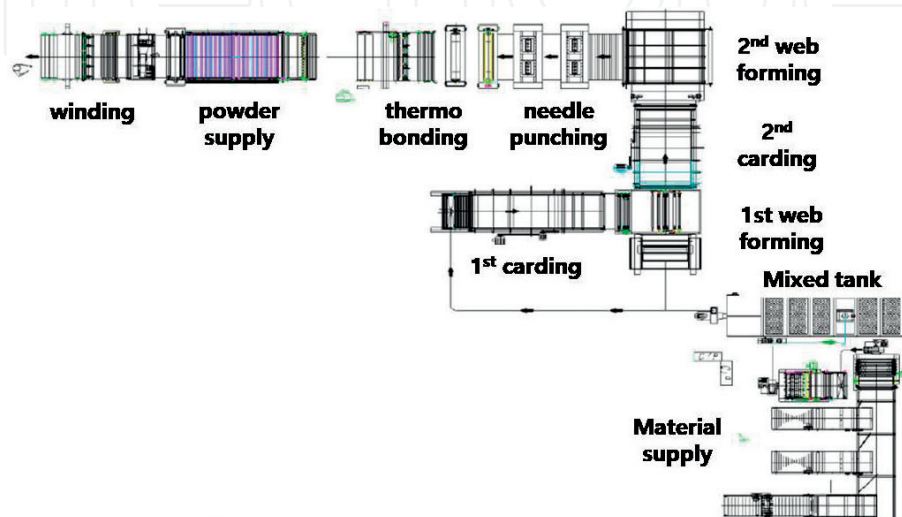 2nd web
forming
winding
powder
supply
thermo
bonding
needle
punching
2nd
carding
1st web
forming
1st carding
Mixed tank
Material
supply